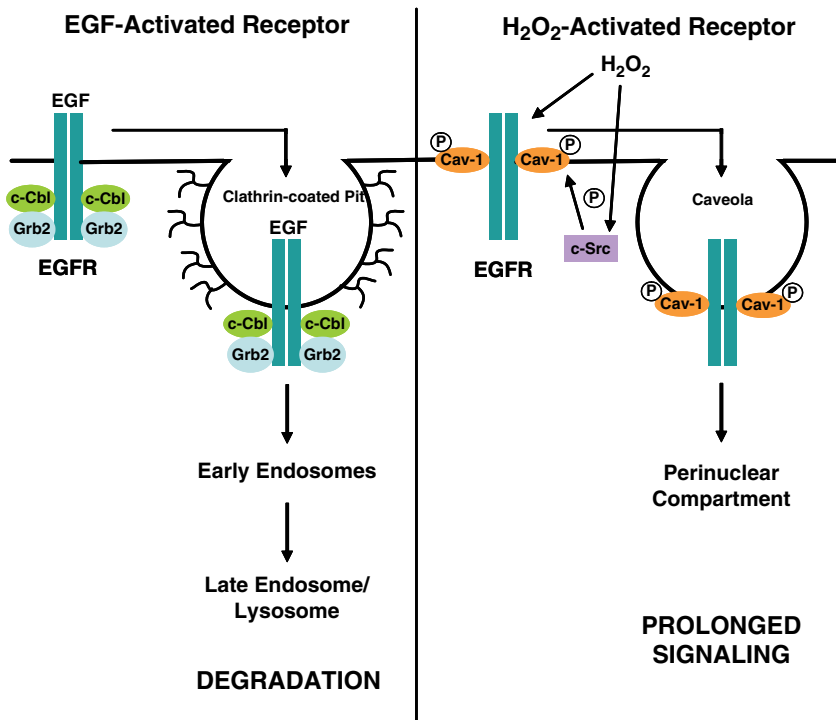 EGF-Activated Receptor
EGF
c-Cbl
c-Cbl
Grb2
Grb2
EGFR
Clathrin-coated Pit
EGF
c-Cbl
c-Cbl
Grb2
Grb2
Early Endosomes
Late Endosome/
Lysosome
DEGRADATION
H₂O₂-Activated Receptor
H₂O₂
P
P
Cav-1
Cav-1
P
c-Src
EGFR
Caveola
P
P
Cav-1
Cav-1
Perinuclear
Compartment
PROLONGED
SIGNALING